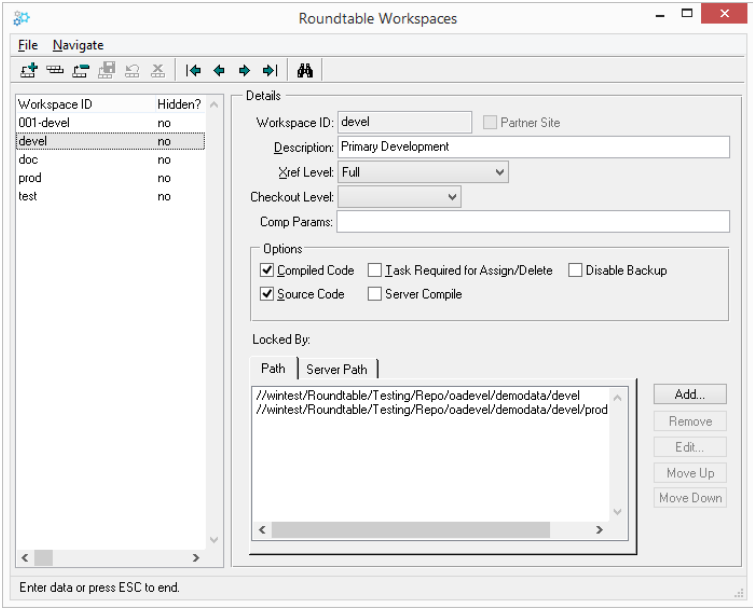 Roundtable Workspaces
File Navigate
Workspace ID Hidden?
001-devel no
devel no
doc no
prod no
test no
Details
Workspace ID: devel Partner Site
Description: Primary Development
Xref Level: Full
Checkout Level:
Comp Params:
Options
Compiled Code Task Required for Assign/Delete Disable Backup
Source Code Server Compile
Locked By:
Path Server Path
//wintest/Roundtable/Testing/Repo/oadevel/demodata/devel
//wintest/Roundtable/Testing/Repo/oadevel/demodata/devel/prod
Add...
Remove
Edit...
Move Up
Move Down
Enter data or press ESC to end.